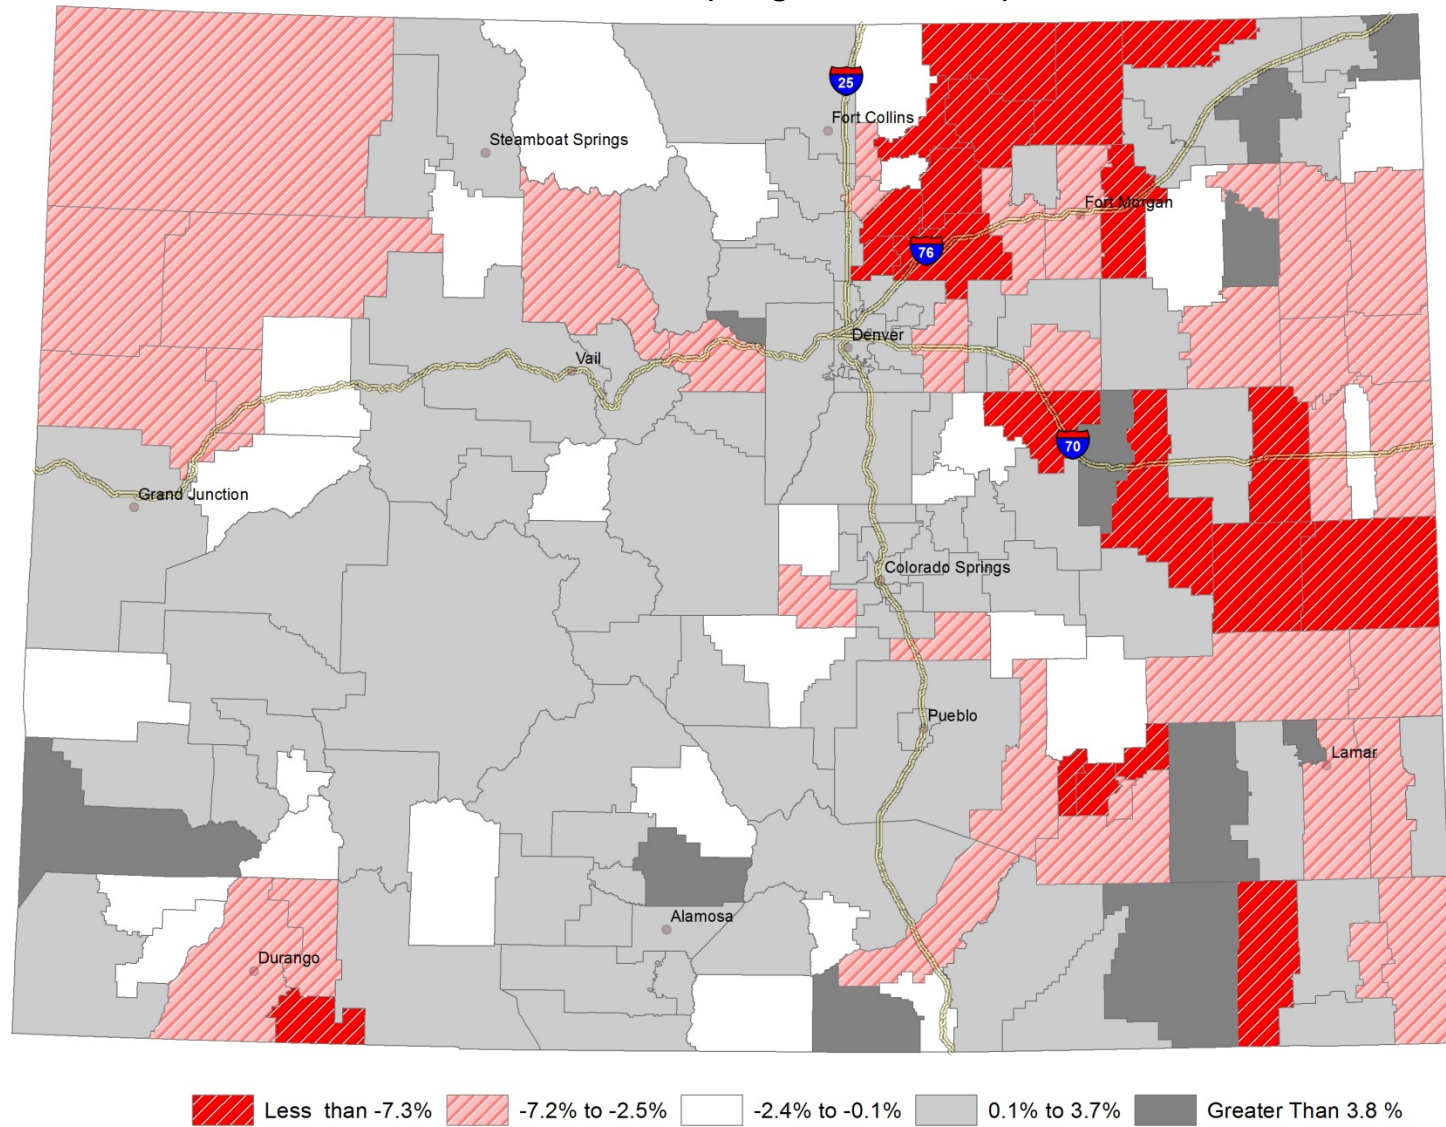 25
Fort Collins
Steamboat Springs
Fort Morgan
76
Denver
Vail
70
Grand Junction
Colorado Springs
Pueblo
Lamar
Alamosa
Durango
Less than -7.3% -7.2% to -2.5% -2.4% to -0.1% 0.1% to 3.7% Greater Than 3.8 %